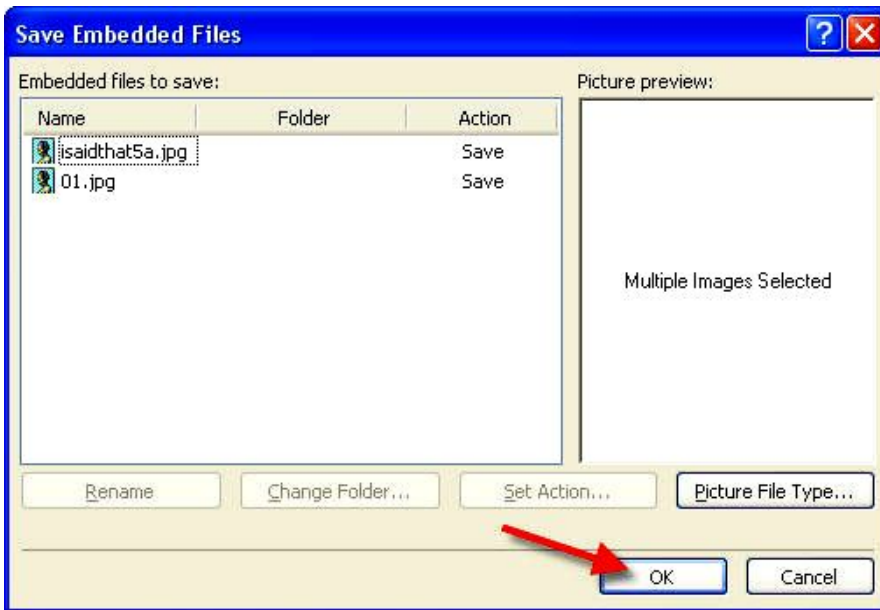 Save Embedded Files
Embedded files to save:
Picture preview:
Name Folder Action
isaidthat5a.jpg Save
01.jpg Save
Multiple Images Selected
Rename Change Folder... Set Action... Picture File Type...
OK Cancel